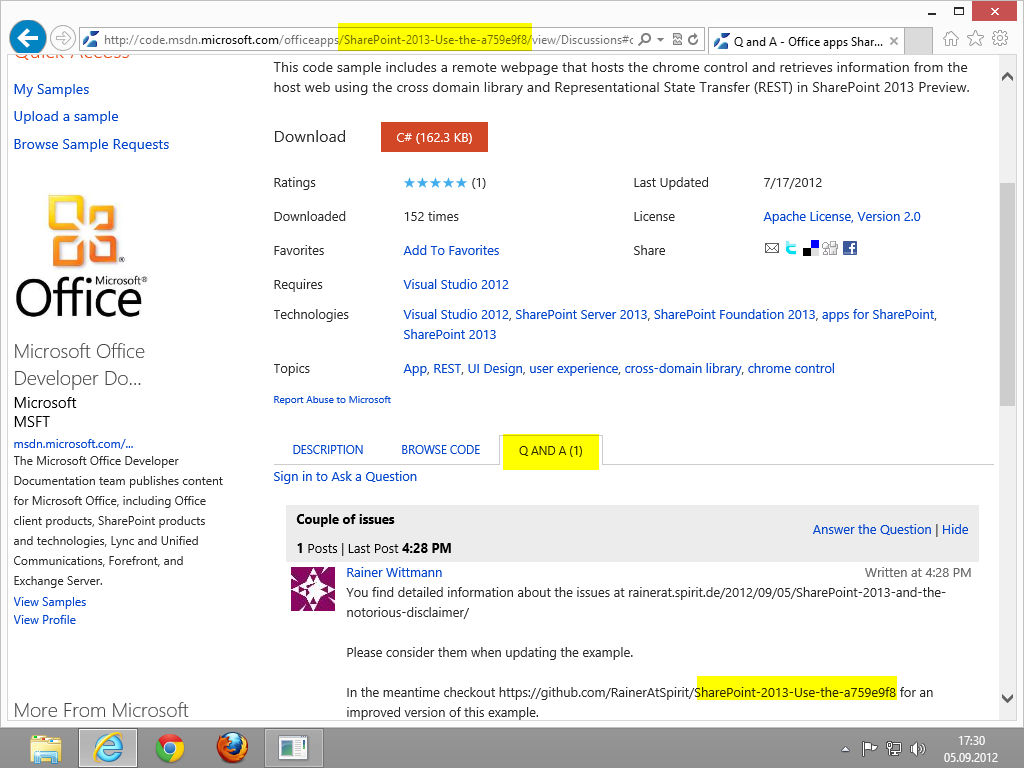 http://code.msdn.microsoft.com/officeapps/SharePoint-2013-Use-the-a759e9f8/view/Discussions#c
Q and A - Office apps Shar...
Quick Access
My Samples
Upload a sample
Browse Sample Requests
Microsoft®
Office
Microsoft Office
Developer Do...
Microsoft
MSFT
msdn.microsoft.com/...
The Microsoft Office Developer
Documentation team publishes content
for Microsoft Office, including Office
client products, SharePoint products
and technologies, Lync and Unified
Communications, Forefront, and
Exchange Server.
View Samples
View Profile
More From Microsoft
This code sample includes a remote webpage that hosts the chrome control and retrieves information from the
host web using the cross domain library and Representational State Transfer (REST) in SharePoint 2013 Preview.
Download C# (162.3 KB)
Ratings (1) Last Updated 7/17/2012
Downloaded 152 times License Apache License, Version 2.0
Favorites Add To Favorites Share
Requires Visual Studio 2012
Technologies Visual Studio 2012, SharePoint Server 2013, SharePoint Foundation 2013, apps for SharePoint,
SharePoint 2013
Topics App, REST, UI Design, user experience, cross-domain library, chrome control
Report Abuse to Microsoft
DESCRIPTION BROWSE CODE Q AND A (1)
Sign in to Ask a Question
Couple of issues
Answer the Question | Hide
1 Posts | Last Post 4:28 PM
Rainer Wittmann Written at 4:28 PM
You find detailed information about the issues at rainerat.spirit.de/2012/09/05/SharePoint-2013-and-the-
notorious-disclaimer/
Please consider them when updating the example.
In the meantime checkout https://github.com/RainerAtSpirit/SharePoint-2013-Use-the-a759e9f8 for an
improved version of this example.
17:30
05.09.2012